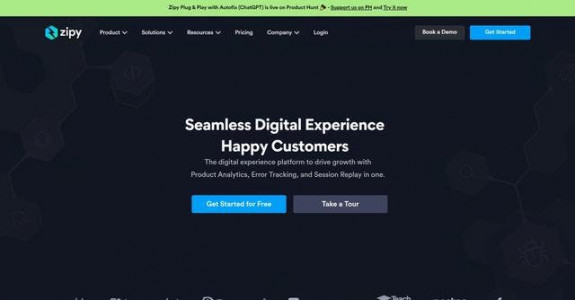 Zipy Plug & Play with Autofix (ChatGPT) is live on Product Hunt - Support us on PH and Try it now
zipy Product Solutions Resources Pricing Company Login Book a Demo Get Started
Seamless Digital Experience
Happy Customers
The digital experience platform to drive growth with
Product Analytics, Error Tracking, and Session Replay in one.
Get Started for Free Take a Tour